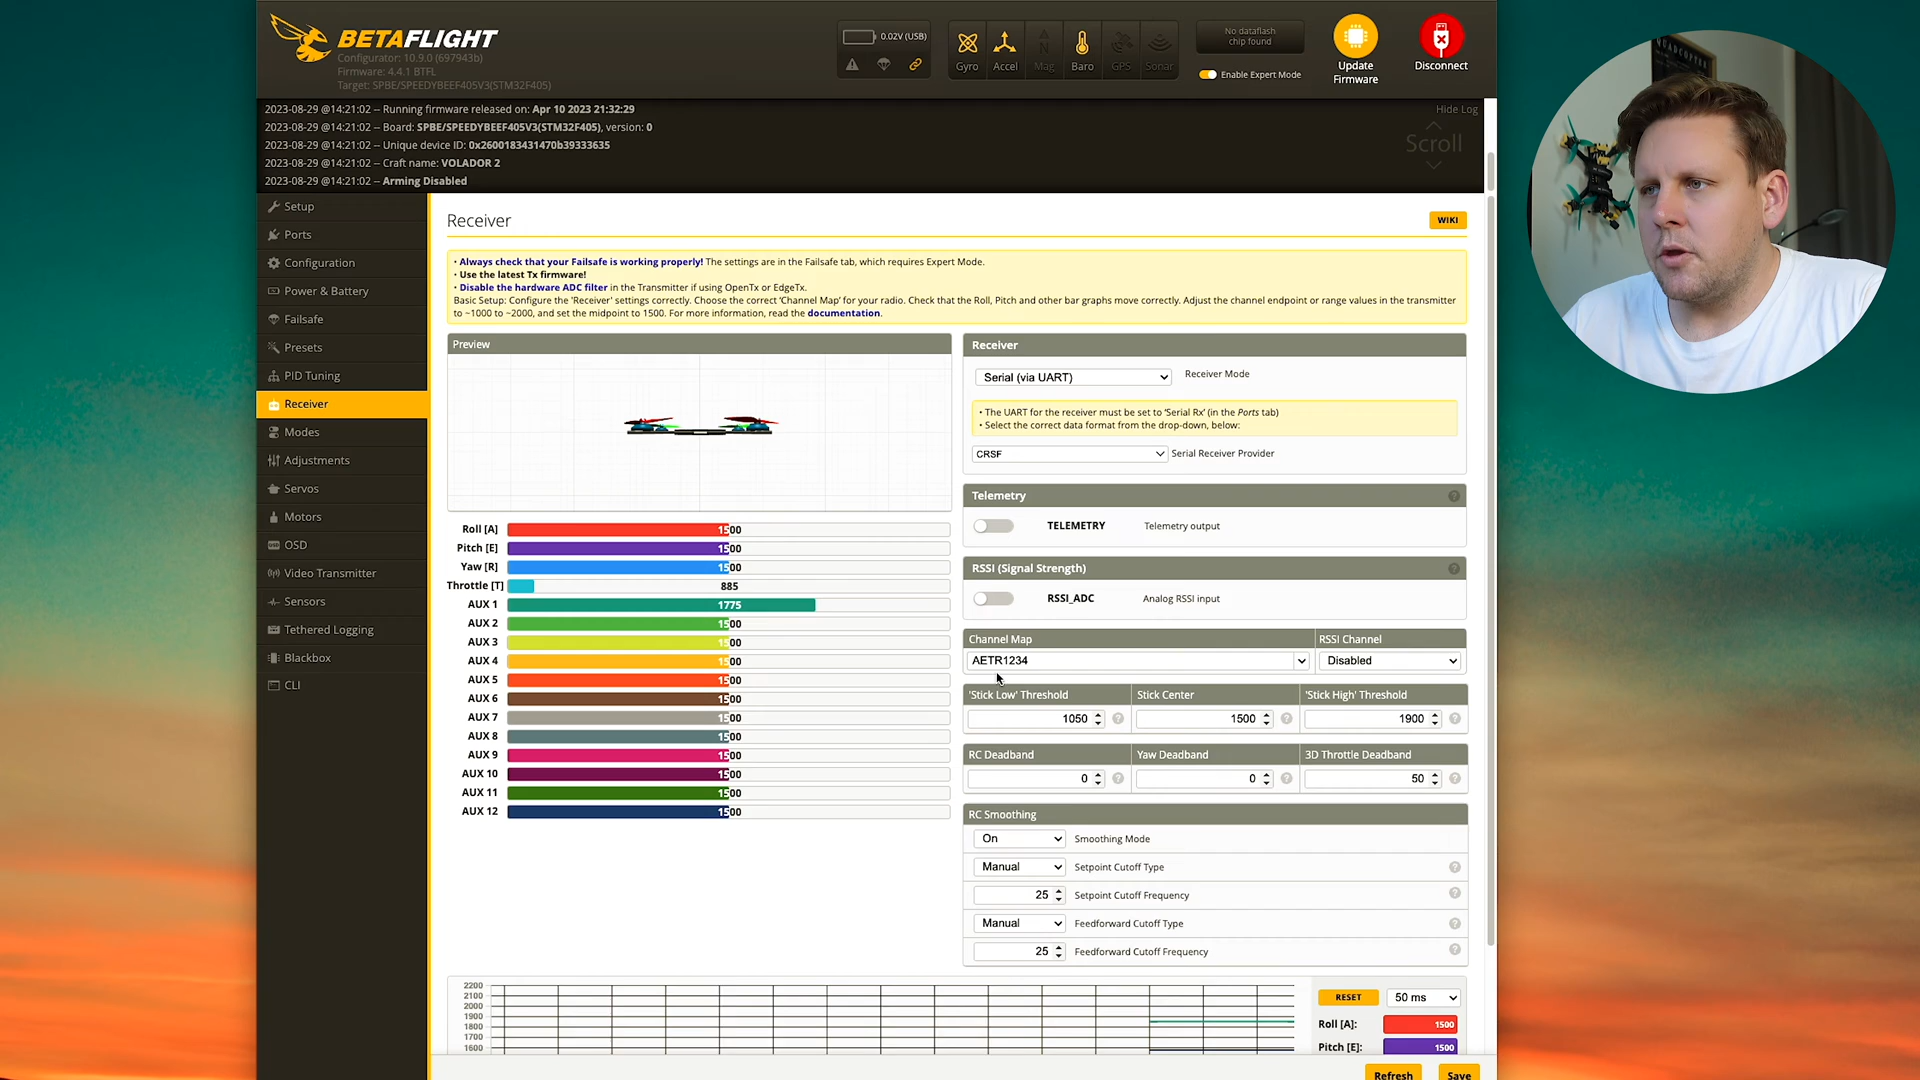 BETAFLIGHT
Configurator: 10.9.0 (697943b)
Firmware: 4.4.1 BTFL
Target: SPBE/SPEEDYBEEF405V3(STM32F405)
0.02V (USB)
Gyro Accel Mag Baro GPS Sonar
No dataflash
chip found
Enable Expert Mode
Update
Firmware
Disconnect
2023-08-29 @14:21:02 -- Running firmware released on: Apr 10 2023 21:32:29
2023-08-29 @14:21:02 -- Board: SPBE/SPEEDYBEEF405V3(STM32F405), version: 0
2023-08-29 @14:21:02 -- Unique device ID: 0x2600183431470b39333635
2023-08-29 @14:21:02 -- Craft name: VOLADOR 2
2023-08-29 @14:21:02 -- Arming Disabled
Hide Log
Scroll
Setup
Ports
Configuration
Power & Battery
Failsafe
Presets
PID Tuning
Receiver
Modes
Adjustments
Servos
Motors
OSD
Video Transmitter
Sensors
Tethered Logging
Blackbox
CLI
Receiver
WIKI
• Always check that your Failsafe is working properly! The settings are in the Failsafe tab, which requires Expert Mode.
• Use the latest Tx firmware!
• Disable the hardware ADC filter in the Transmitter if using OpenTx or EdgeTx.
Basic Setup: Configure the 'Receiver' settings correctly. Choose the correct 'Channel Map' for your radio. Check that the Roll, Pitch and other bar graphs move correctly. Adjust the channel endpoint or range values in the transmitter
to ~1000 to ~2000, and set the midpoint to 1500. For more information, read the documentation.
Preview
Roll [A] 1500
Pitch [E] 1500
Yaw [R] 1500
Throttle [T] 885
AUX 1 1775
AUX 2 1500
AUX 3 1500
AUX 4 1500
AUX 5 1500
AUX 6 1500
AUX 7 1500
AUX 8 1500
AUX 9 1500
AUX 10 1500
AUX 11 1500
AUX 12 1500
Receiver
Serial (via UART) Receiver Mode
• The UART for the receiver must be set to 'Serial Rx' (in the Ports tab)
• Select the correct data format from the drop-down, below:
CRSF Serial Receiver Provider
Telemetry
TELEMETRY Telemetry output
RSSI (Signal Strength)
RSSI_ADC Analog RSSI input
Channel Map RSSI Channel
AETR1234 Disabled
'Stick Low' Threshold Stick Center 'Stick High' Threshold
1050 1500 1900
RC Deadband Yaw Deadband 3D Throttle Deadband
0 0 50
RC Smoothing
On Smoothing Mode
Manual Setpoint Cutoff Type
25 Setpoint Cutoff Frequency
Manual Feedforward Cutoff Type
25 Feedforward Cutoff Frequency
2200
2100
2000
1900
1800
1700
1600
RESET 50 ms
Roll [A]: 1500
Pitch [E]: 1500
Refresh Save